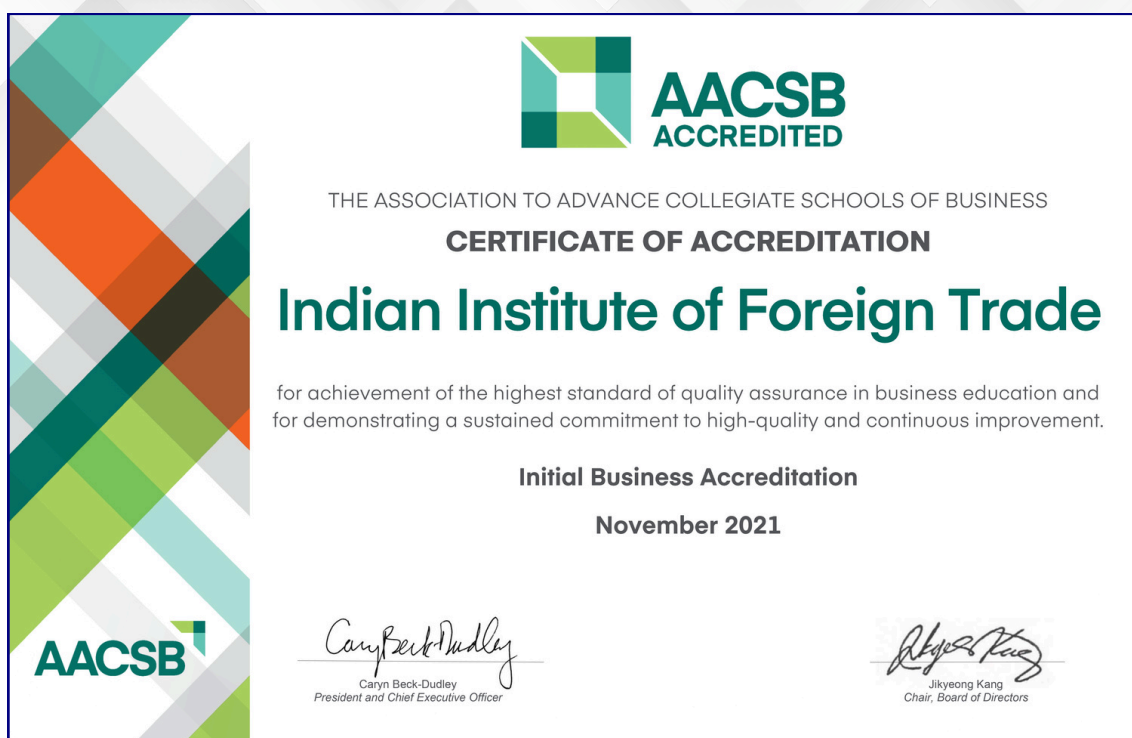 AACSB
ACCREDITED
THE ASSOCIATION TO ADVANCE COLLEGIATE SCHOOLS OF BUSINESS
CERTIFICATE OF ACCREDITATION
Indian Institute of Foreign Trade
for achievement of the highest standard of quality assurance in business education and
for demonstrating a sustained commitment to high-quality and continuous improvement.
Initial Business Accreditation
November 2021
AACSB
Caryn Beck-Dudley
Caryn Beck-Dudley
President and Chief Executive Officer
Jikyeong Kang
Chair, Board of Directors